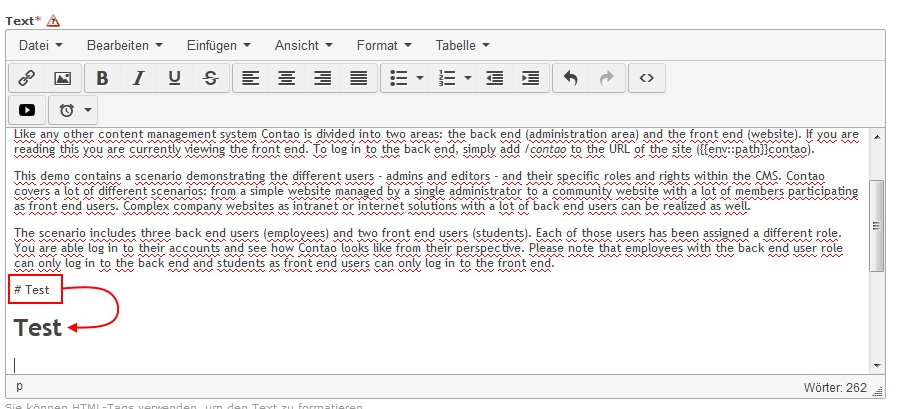 Text*
Datei Bearbeiten Einfügen Ansicht Format Tabelle
B I U S
Like any other content management system Contao is divided into two areas: the back end (administration area) and the front end (website). If you are
reading this you are currently viewing the front end. To log in to the back end, simply add /contao to the URL of the site ({{env::path}}contao).
This demo contains a scenario demonstrating the different users - admins and editors - and their specific roles and rights within the CMS. Contao
covers a lot of different scenarios: from a simple website managed by a single administrator to a community website with a lot of members participating
as front end users. Complex company websites as intranet or internet solutions with a lot of back end users can be realized as well.
The scenario includes three back end users (employees) and two front end users (students). Each of those users has been assigned a different role.
You are able log in to their accounts and see how Contao looks like from their perspective. Please note that employees with the back end user role
can only log in to the back end and students as front end users can only log in to the front end.
# Test
Test
p Wörter: 262
Sie können HTML-Tags verwenden, um den Text zu formatieren.